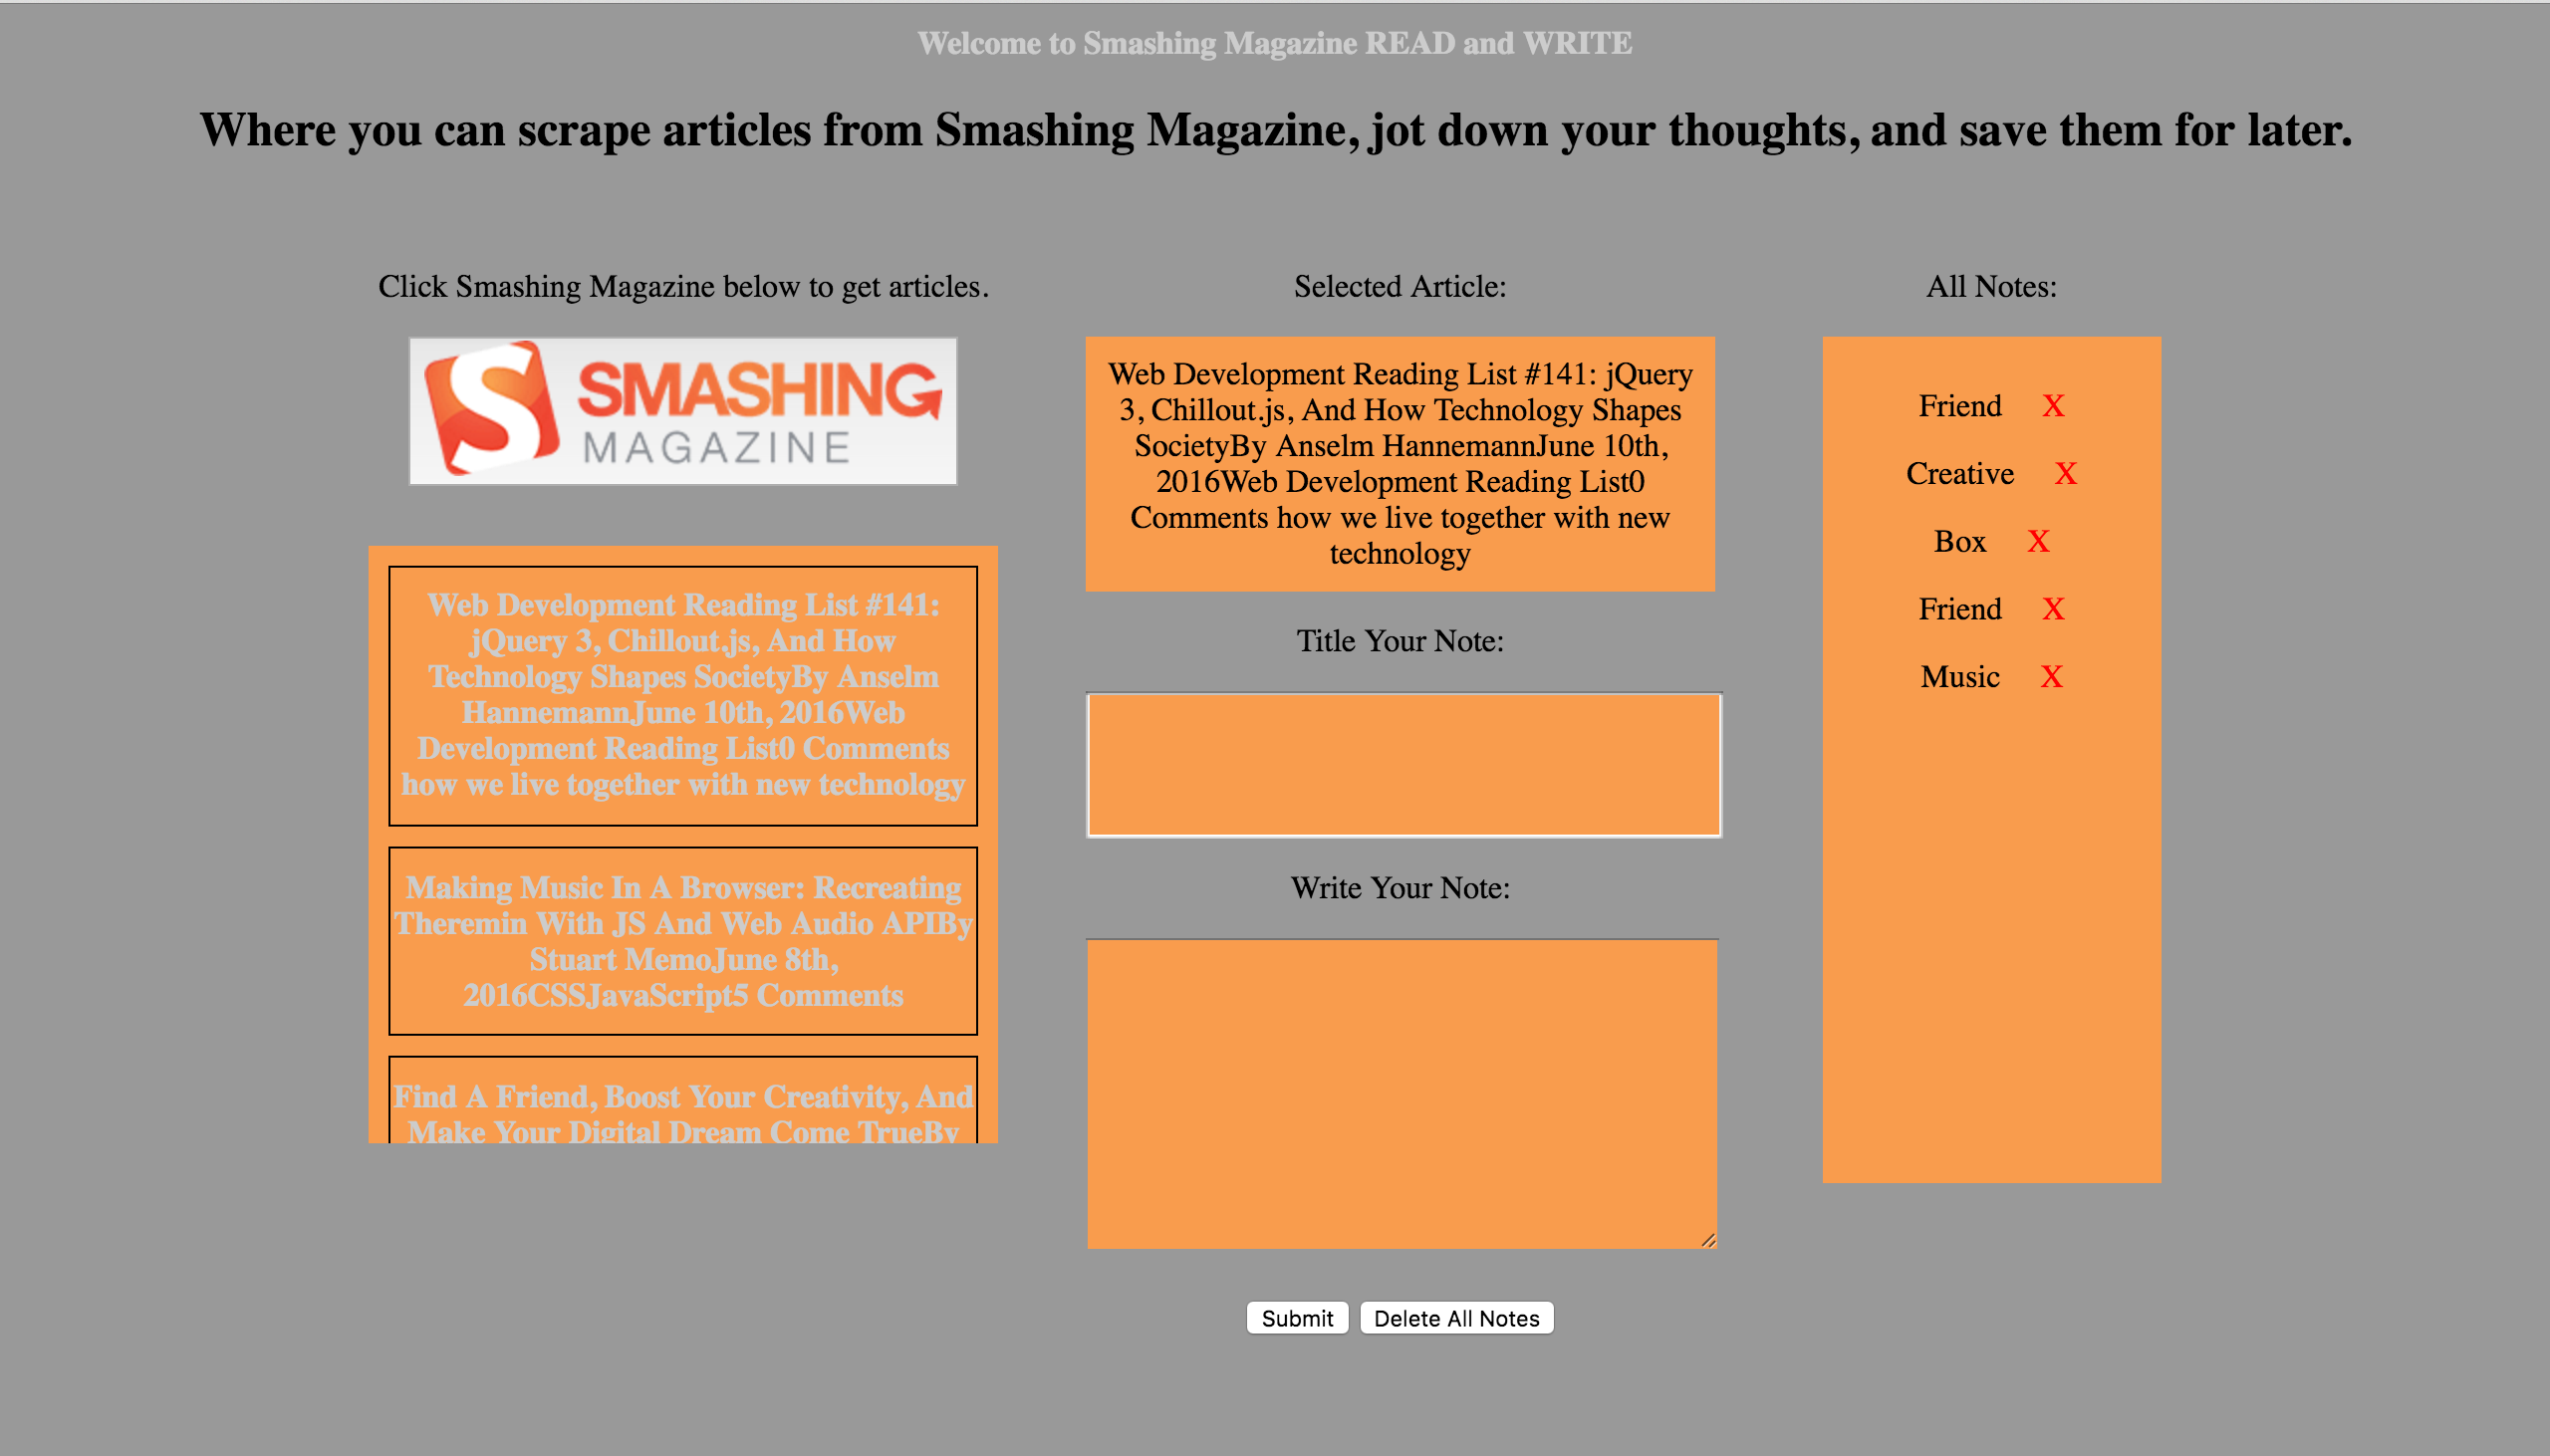 Welcome to Smashing Magazine READ and WRITE
Where you can scrape articles from Smashing Magazine, jot down your thoughts, and save them for later.
Click Smashing Magazine below to get articles.
SMASHING
MAGAZINE
Web Development Reading List #141:
jQuery 3, Chillout.js, And How
Technology Shapes SocietyBy Anselm
HannemannJune 10th, 2016Web
Development Reading List0 Comments
how we live together with new technology
Making Music In A Browser: Recreating
Theremin With JS And Web Audio APIBy
Stuart MemoJune 8th,
2016CSSJavaScript5 Comments
Find A Friend, Boost Your Creativity, And
Make Your Digital Dream Come TrueBy
Selected Article:
Web Development Reading List #141: jQuery
3, Chillout.js, And How Technology Shapes
SocietyBy Anselm HannemannJune 10th,
2016Web Development Reading List0
Comments how we live together with new
technology
Title Your Note:
Write Your Note:
Submit
Delete All Notes
All Notes:
Friend X
Creative X
Box X
Friend X
Music X